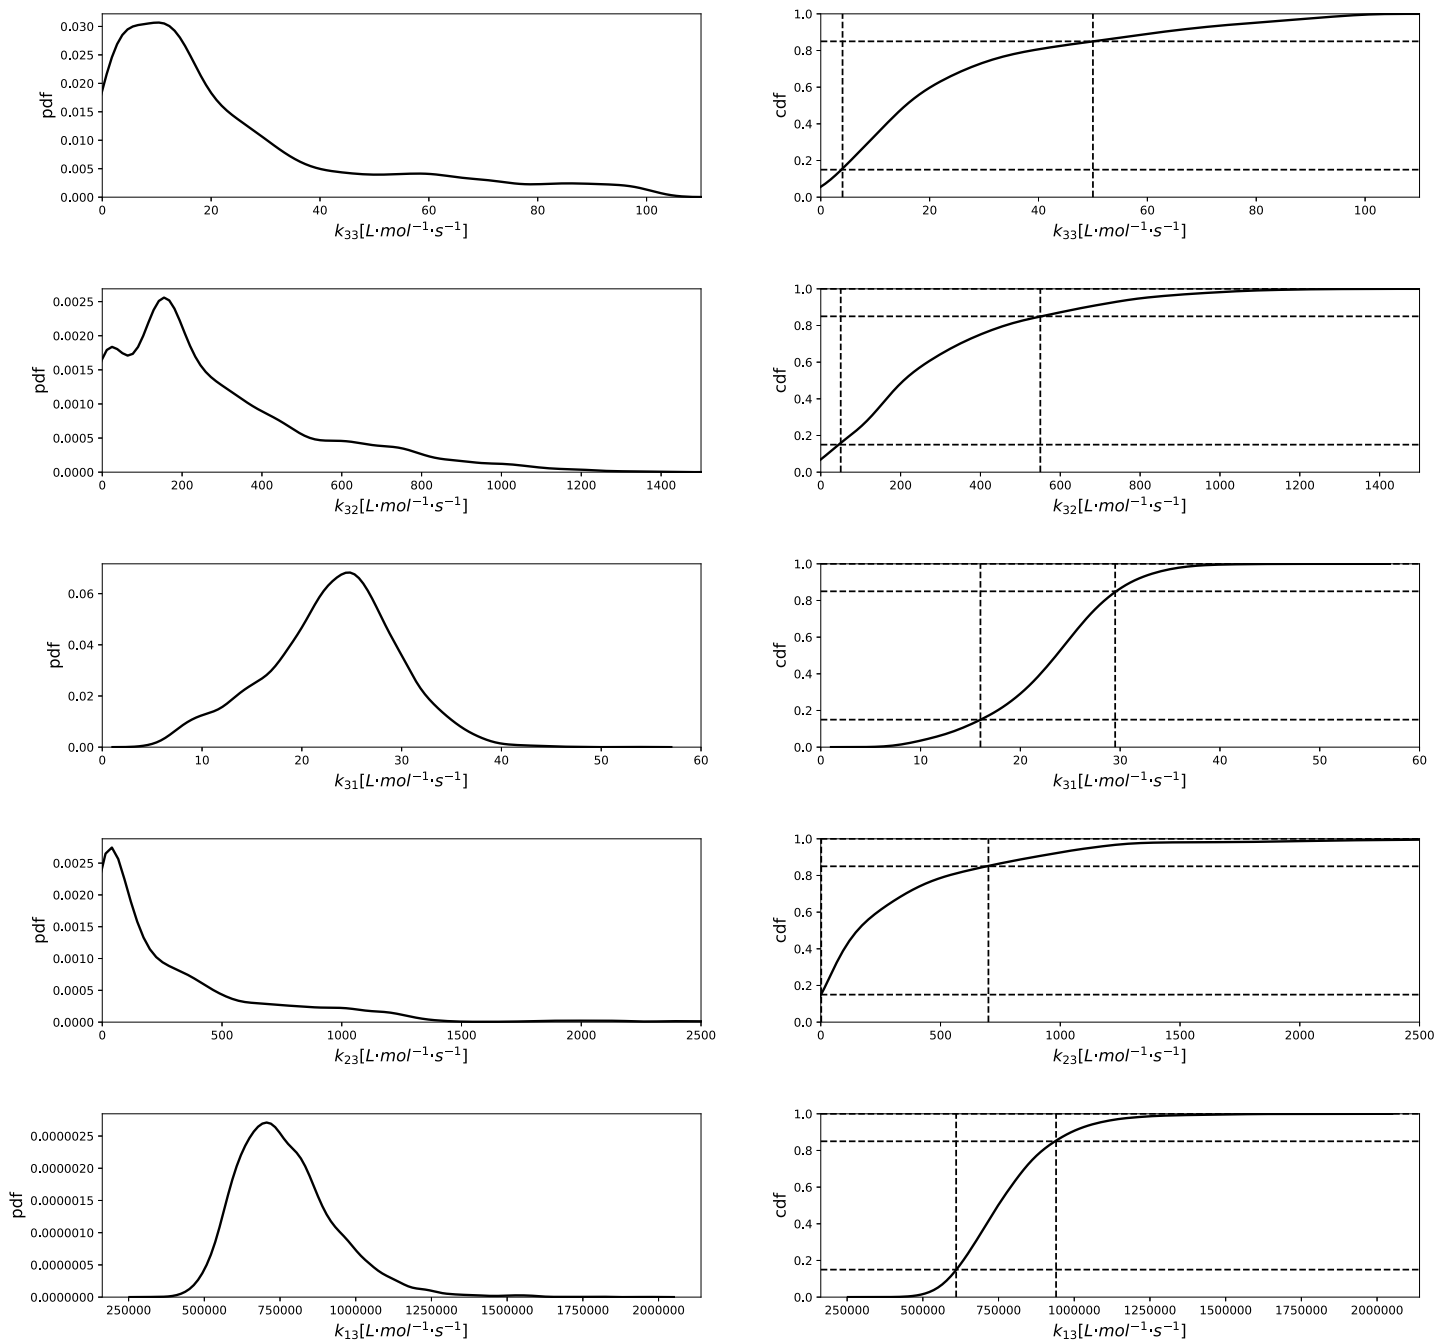 0.030
0.025
0.020
0.015
0.010
0.005
0.000
pdf
0 20 40 60 80 100
k33[L·mol−1·s−1]
1.0
0.8
0.6
0.4
0.2
0.0
cdf
0 20 40 60 80 100
k33[L·mol−1·s−1]
0.0025
0.0020
0.0015
0.0010
0.0005
0.0000
pdf
0 200 400 600 800 1000 1200 1400
k32[L·mol−1·s−1]
1.0
0.8
0.6
0.4
0.2
0.0
cdf
0 200 400 600 800 1000 1200 1400
k32[L·mol−1·s−1]
0.06
0.04
0.02
0.00
pdf
0 10 20 30 40 50 60
k31[L·mol−1·s−1]
1.0
0.8
0.6
0.4
0.2
0.0
cdf
0 10 20 30 40 50 60
k31[L·mol−1·s−1]
0.0025
0.0020
0.0015
0.0010
0.0005
0.0000
pdf
0 500 1000 1500 2000 2500
k23[L·mol−1·s−1]
1.0
0.8
0.6
0.4
0.2
0.0
cdf
0 500 1000 1500 2000 2500
k23[L·mol−1·s−1]
0.0000025
0.0000020
0.0000015
0.0000010
0.0000005
0.0000000
pdf
250000 500000 750000 1000000 1250000 1500000 1750000 2000000
k13[L·mol−1·s−1]
1.0
0.8
0.6
0.4
0.2
0.0
cdf
250000 500000 750000 1000000 1250000 1500000 1750000 2000000
k13[L·mol−1·s−1]